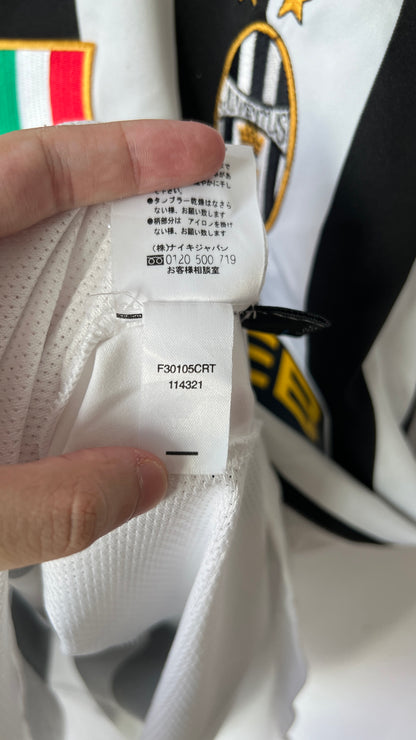 JUVENTUS
●タンブラー乾燥はなさら
ない様、お願い致します
●柄部分は アイロンを掛け
ない様、お願い致します
(株)ナイキジャパン
0120 500 719
お客様相談室
F30105CRT
114321